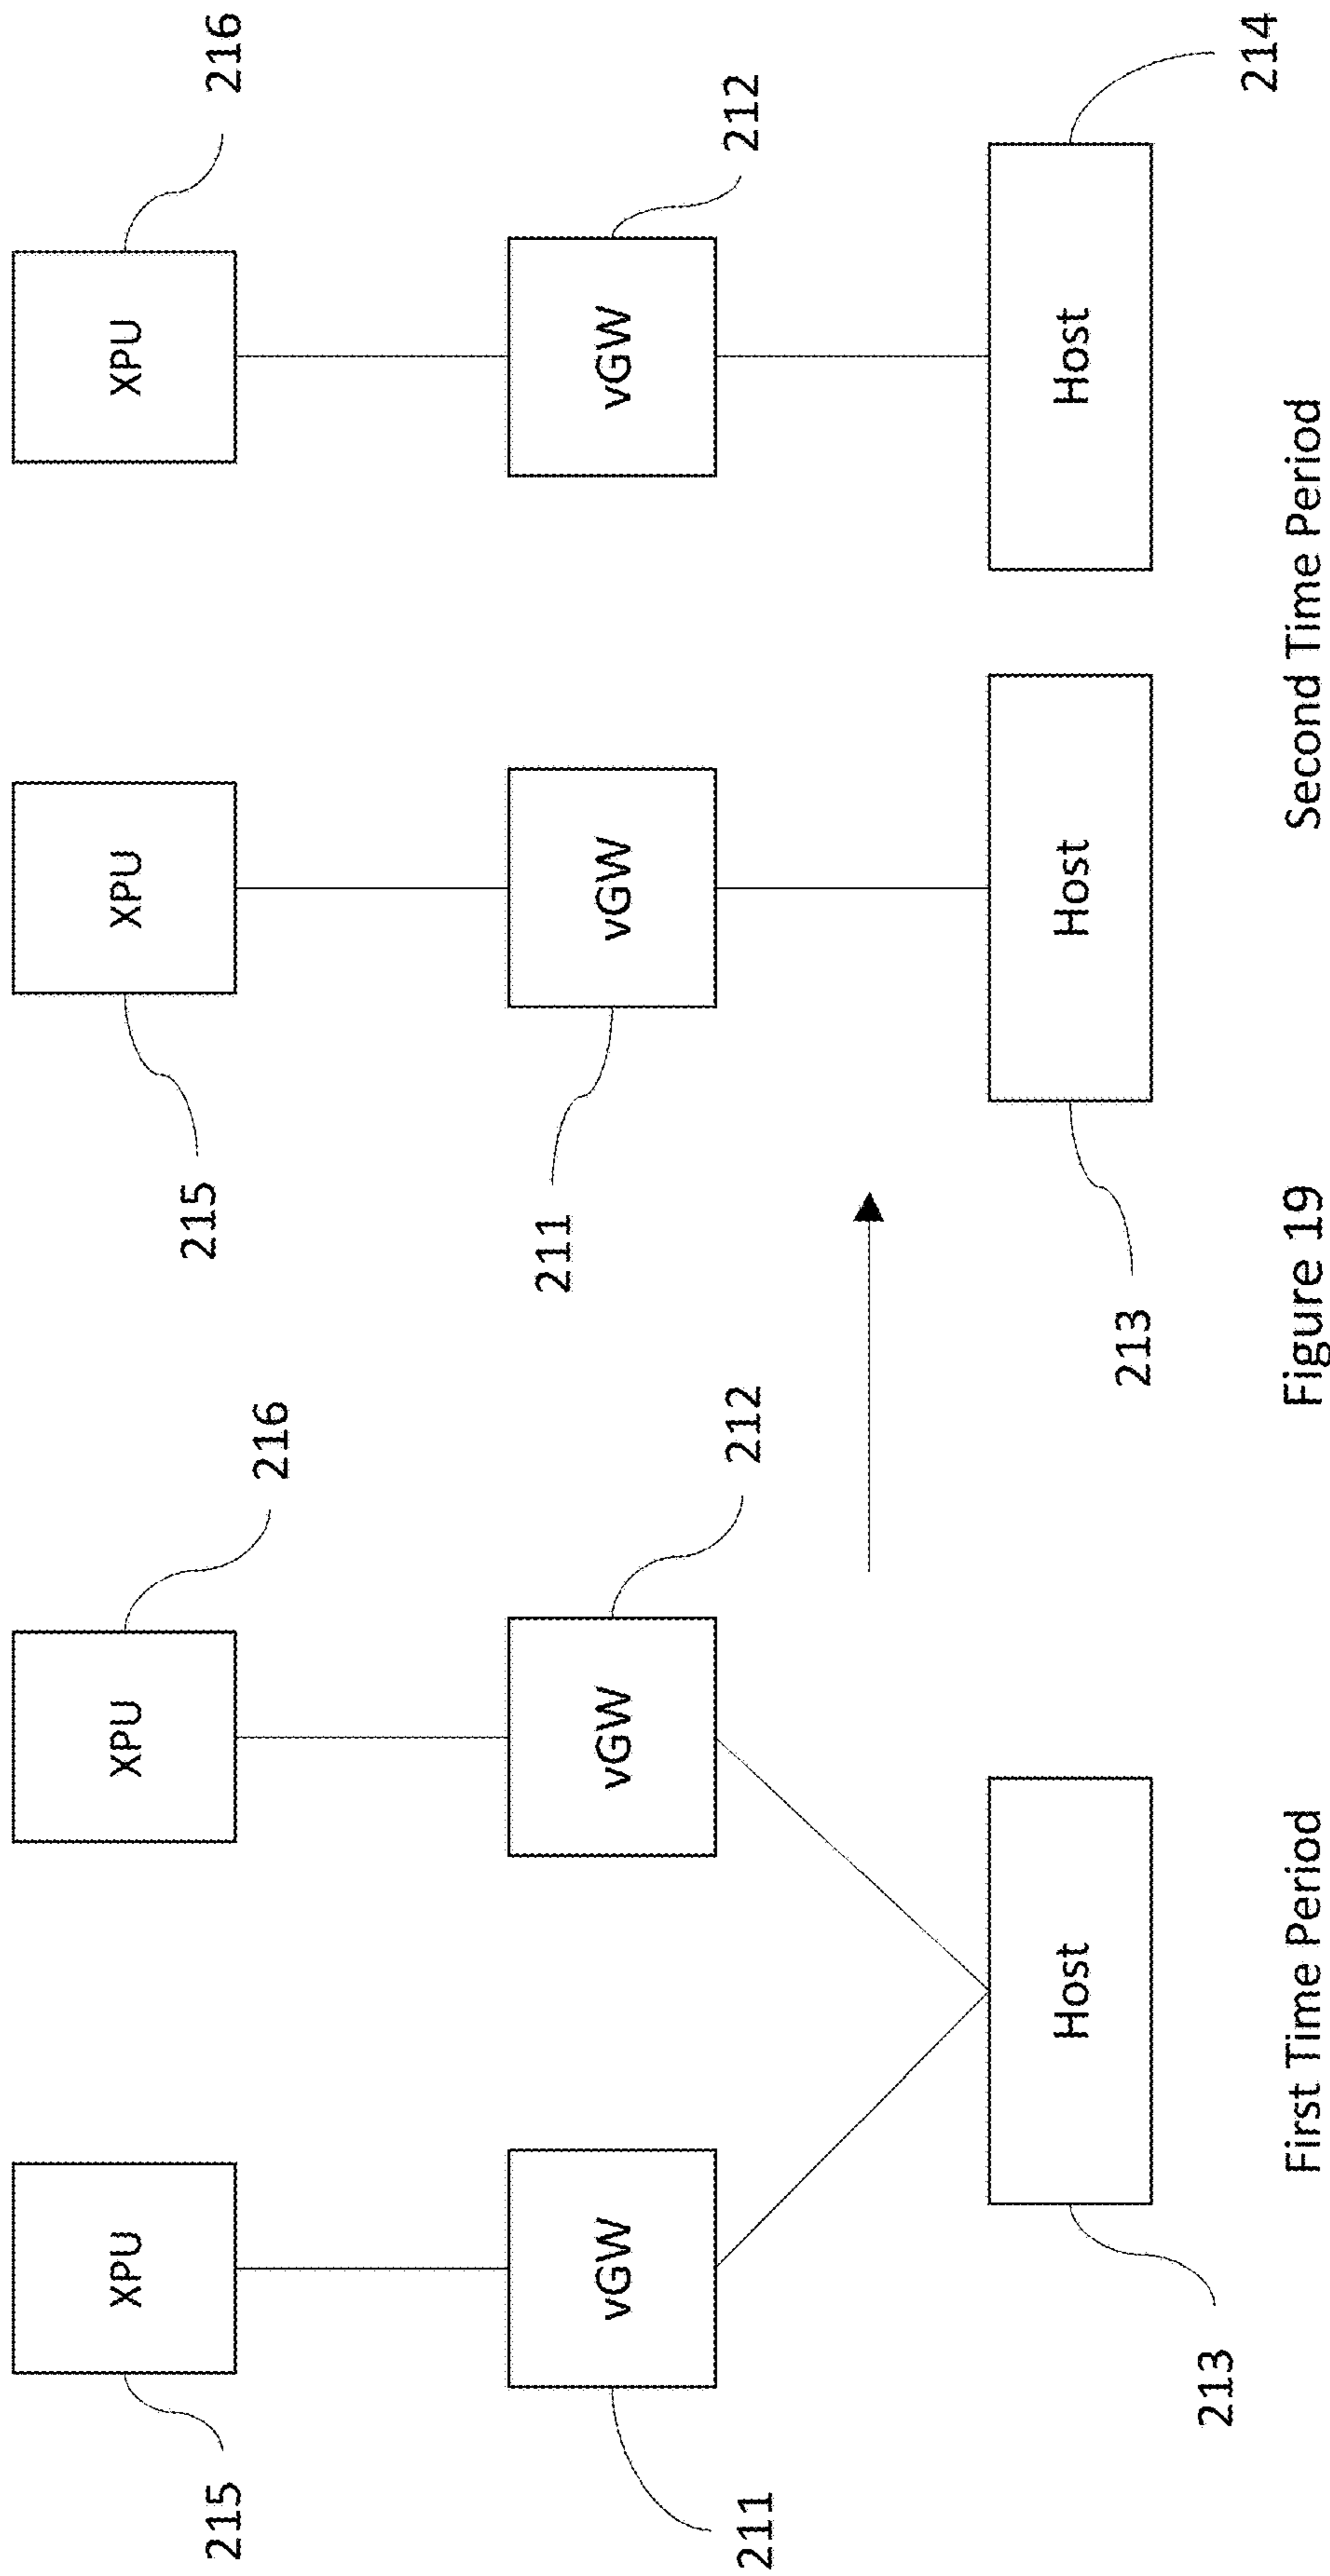 215
XPU
XPU
216
215
XPU
XPU
216
211
vGW
vGW
212
211
vGW
vGW
212
213
Host
213
Host
Host
214
First Time Period
Second Time Period
Figure 19